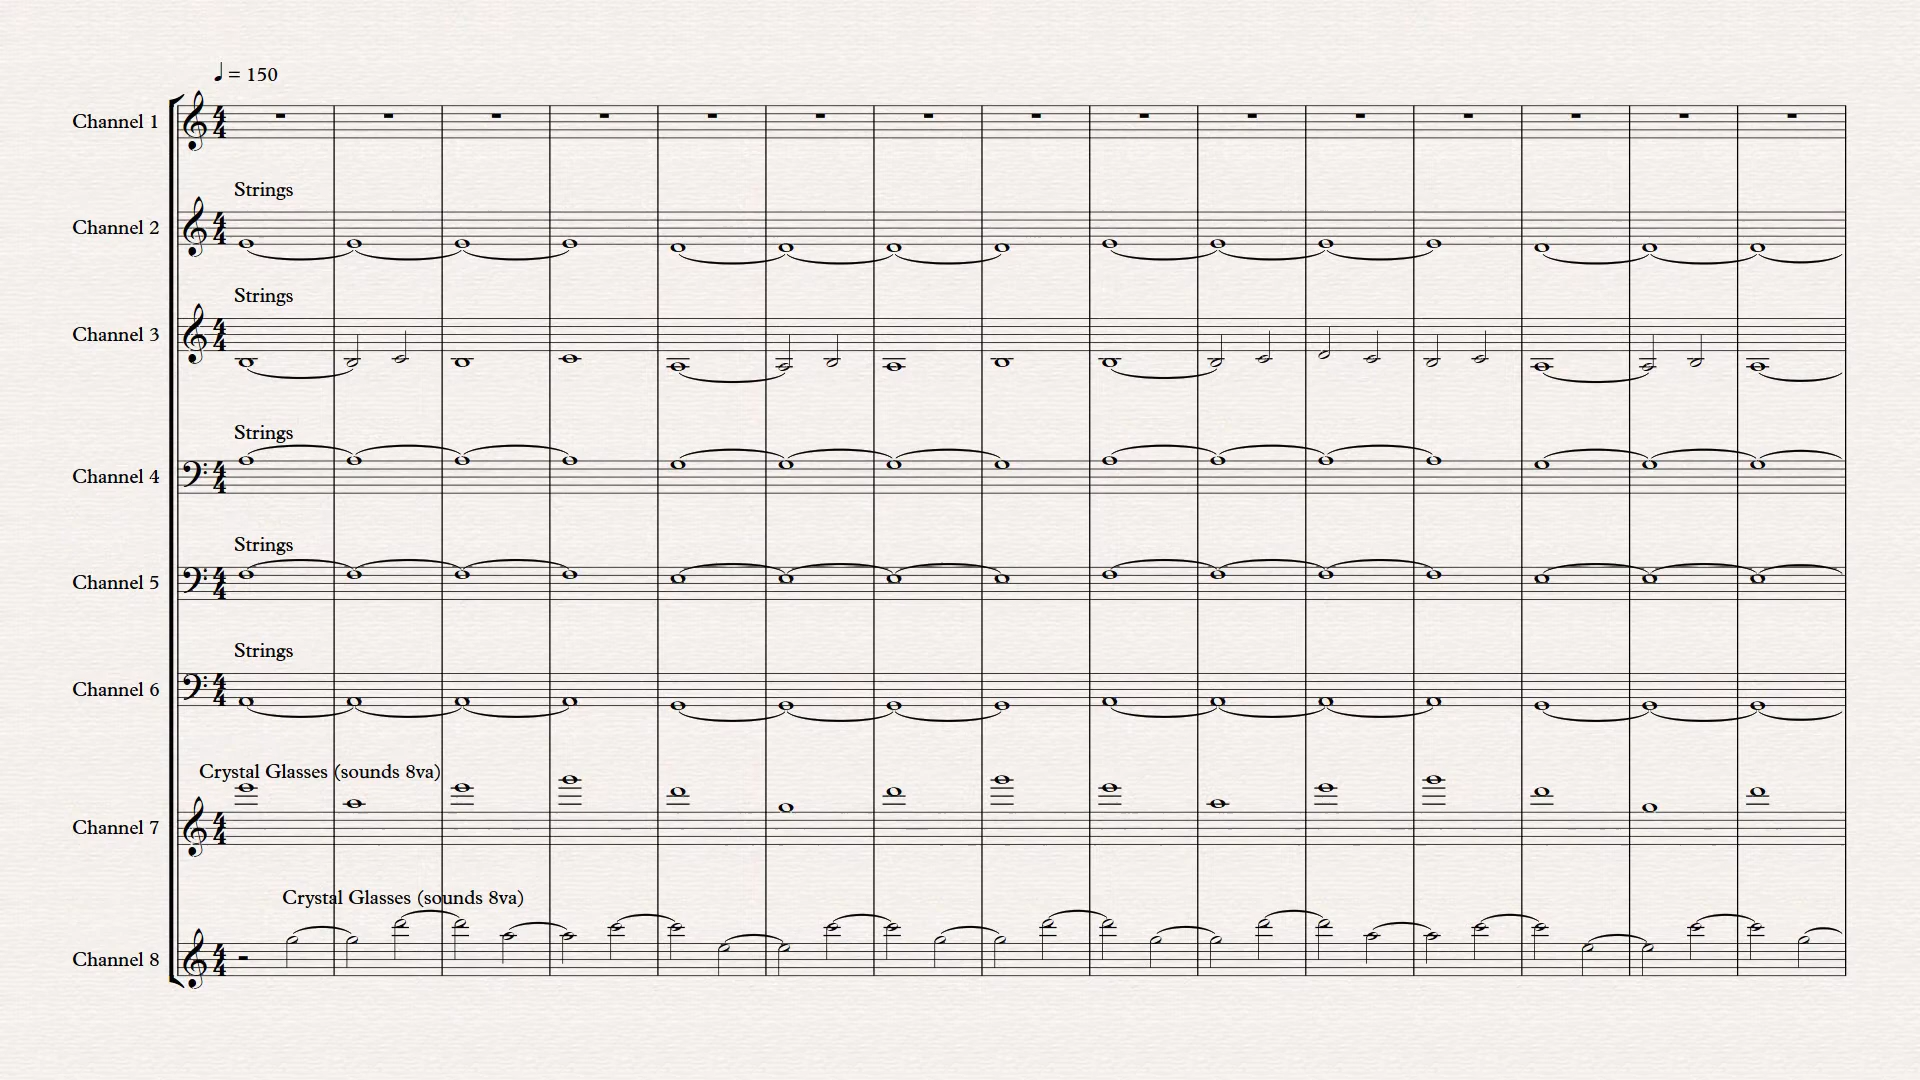 ♩ = 150
Channel 1
Strings
Channel 2
Strings
Channel 3
Strings
Channel 4
Strings
Channel 5
Strings
Channel 6
Crystal Glasses (sounds 8va)
Channel 7
Crystal Glasses (sounds 8va)
Channel 8